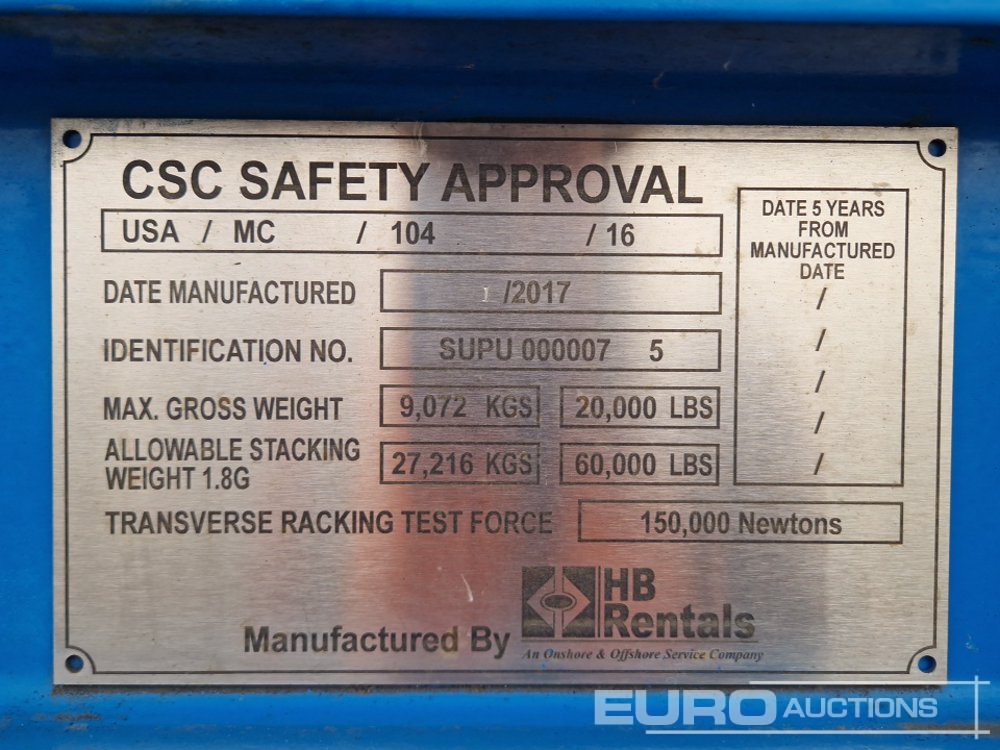 CSC SAFETY APPROVAL
USA / MC / 104 / 16
DATE MANUFACTURED /2017
IDENTIFICATION NO. SUPU 000007 5
MAX. GROSS WEIGHT 9,072 KGS 20,000 LBS
ALLOWABLE STACKING
WEIGHT 1.8G 27,216 KGS 60,000 LBS
TRANSVERSE RACKING TEST FORCE 150,000 Newtons
DATE 5 YEARS
FROM
MANUFACTURED
DATE
/
/
/
/
/
Manufactured By
HB
Rentals
An Onshore & Offshore Service Company
EURO AUCTIONS